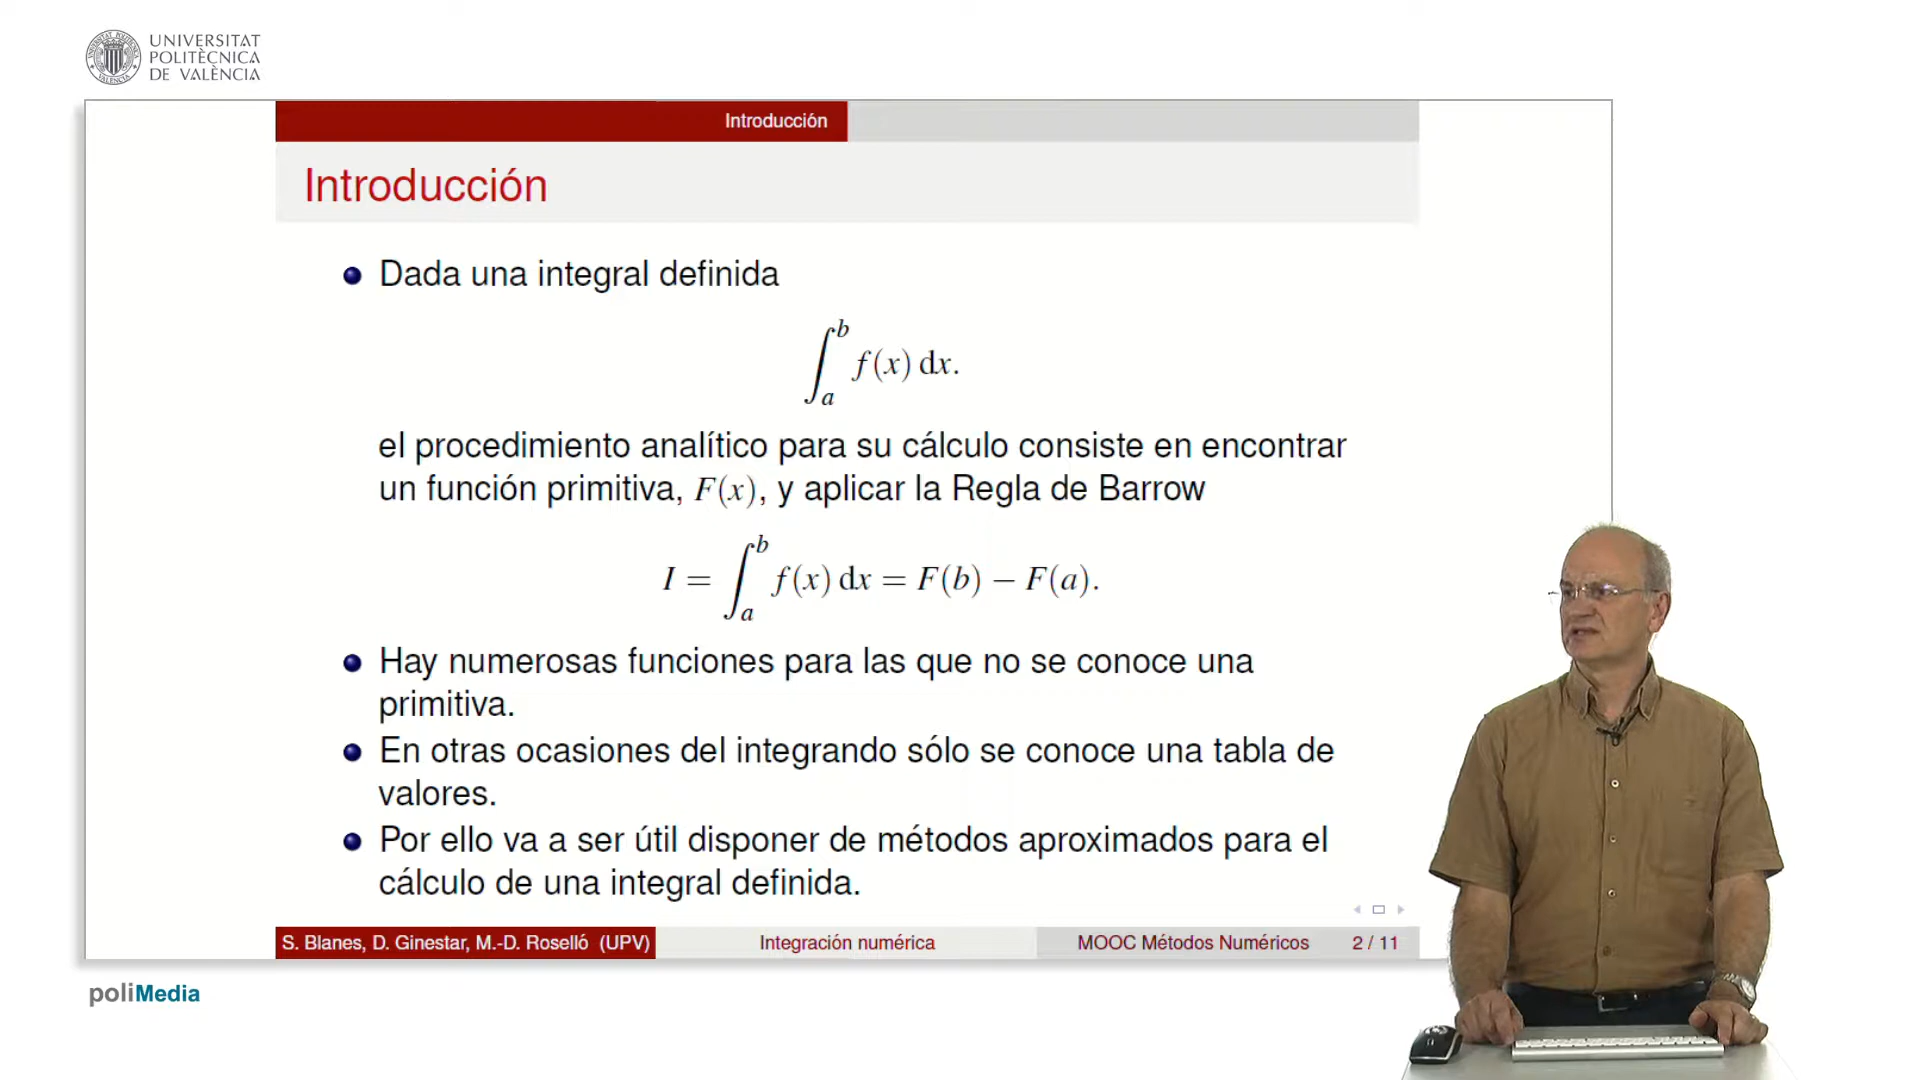 UNIVERSITAT
POLITÈCNICA
DE VALÈNCIA
Introducción
Introducción
Dada una integral definida
∫_a^b f(x) dx.
el procedimiento analítico para su cálculo consiste en encontrar
un función primitiva, F(x), y aplicar la Regla de Barrow
I = ∫_a^b f(x) dx = F(b) − F(a).
Hay numerosas funciones para las que no se conoce una
primitiva.
En otras ocasiones del integrando sólo se conoce una tabla de
valores.
Por ello va a ser útil disponer de métodos aproximados para el
cálculo de una integral definida.
S. Blanes, D. Ginestar, M.-D. Roselló (UPV) Integración numérica MOOC Métodos Numéricos 2 / 11
poliMedia